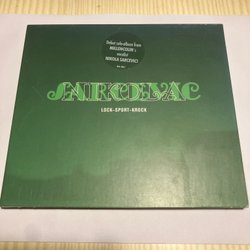 Debut solo-album from
MILLENCOLIN's
vocalist
NIKOLA SARCEVIC!
SARCEVIC
LOCK-SPORT-KROCK